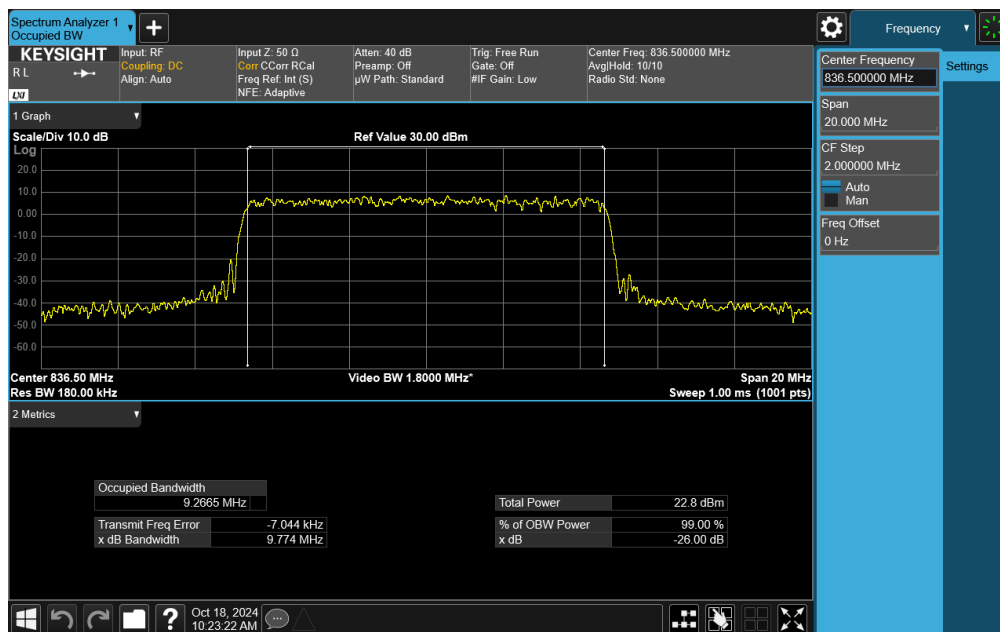 Spectrum Analyzer 1
Occupied BW
Frequency
KEYSIGHT
R L
LXI
Input: RF
Coupling: DC
Align: Auto
Input Z: 50 Ω
Corr CCorr RCal
Freq Ref: Int (S)
NFE: Adaptive
Atten: 40 dB
Preamp: Off
µW Path: Standard
Trig: Free Run
Gate: Off
#IF Gain: Low
Center Freq: 836.500000 MHz
Avg|Hold: 10/10
Radio Std: None
Center Frequency
836.500000 MHz
Settings
Span
20.000 MHz
CF Step
2.000000 MHz
Auto
Man
Freq Offset
0 Hz
1 Graph
Scale/Div 10.0 dB
Ref Value 30.00 dBm
Log
20.0
10.0
0.00
-10.0
-20.0
-30.0
-40.0
-50.0
-60.0
Center 836.50 MHz
Video BW 1.8000 MHz*
Span 20 MHz
Res BW 180.00 kHz
Sweep 1.00 ms (1001 pts)
2 Metrics
Occupied Bandwidth
9.2665 MHz
Total Power 22.8 dBm
Transmit Freq Error -7.044 kHz
% of OBW Power 99.00 %
x dB Bandwidth 9.774 MHz
x dB -26.00 dB
?
Oct 18, 2024
10:23:22 AM